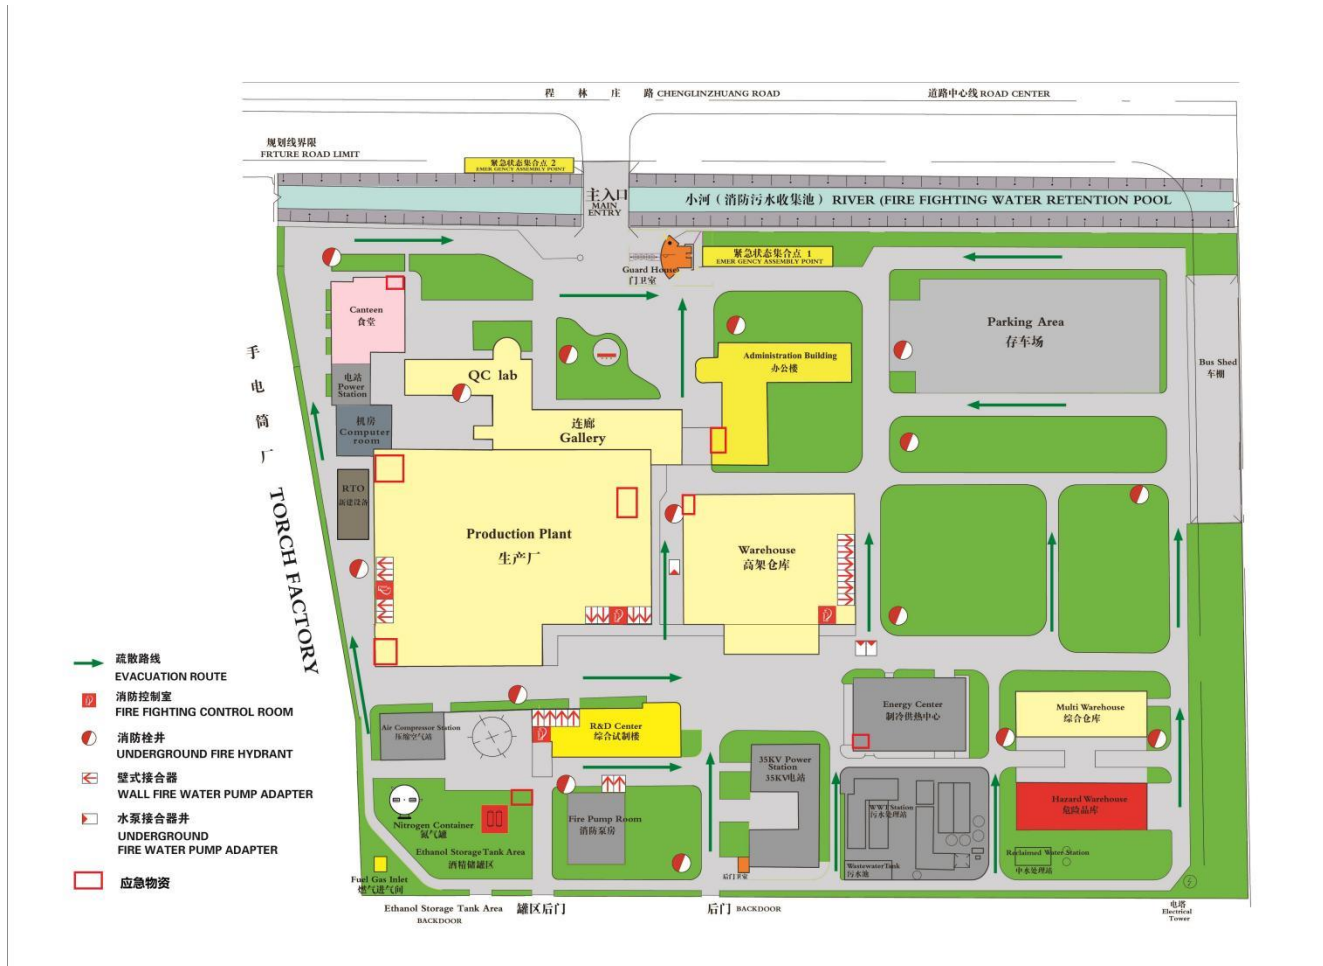 程 林 庄 路 CHENGLINZHUANG ROAD
道路中心线 ROAD CENTER
规划线界限
FRTURE ROAD LIMIT
紧急状态集合点 2
EMER GENCY ASSEMBLY POINT
主入口
MAIN
ENTRY
小河（消防污水收集池） RIVER (FIRE FIGHTING WATER RETENTION POOL
Guard House
门卫室
紧急状态集合点 1
EMER GENCY ASSEMBLY POINT
Canteen
食堂
Parking Area
存车场
Bus Shed
车棚
手电筒厂 TORCH FACTORY
电站
Power
Station
QC lab
Administration Building
办公楼
机房
Computer
room
连廊
Gallery
RTO
新建设备
Production Plant
生产厂
Warehouse
高架仓库
疏散路线
EVACUATION ROUTE
消防控制室
FIRE FIGHTING CONTROL ROOM
消防栓井
UNDERGROUND FIRE HYDRANT
壁式接合器
WALL FIRE WATER PUMP ADAPTER
水泵接合器井
UNDERGROUND
FIRE WATER PUMP ADAPTER
应急物资
Air Compressor Station
压缩空气站
R&D Center
综合试制楼
Energy Center
制冷供热中心
Multi Warehouse
综合仓库
35KV Power
Station
35KV电站
Nitrogen Container
氮气罐
Fire Pump Room
消防泵房
WWT Station
污水处理站
Hazard Warehouse
危险品库
Ethanol Storage Tank Area
酒精储罐区
Wastewater Tank
污水池
Reclaimed Water Station
中水处理站
Fuel Gas Inlet
燃气进气间
后门卫室
Ethanol Storage Tank Area 罐区后门
BACKDOOR
后门 BACKDOOR
电塔
Electrical
Tower